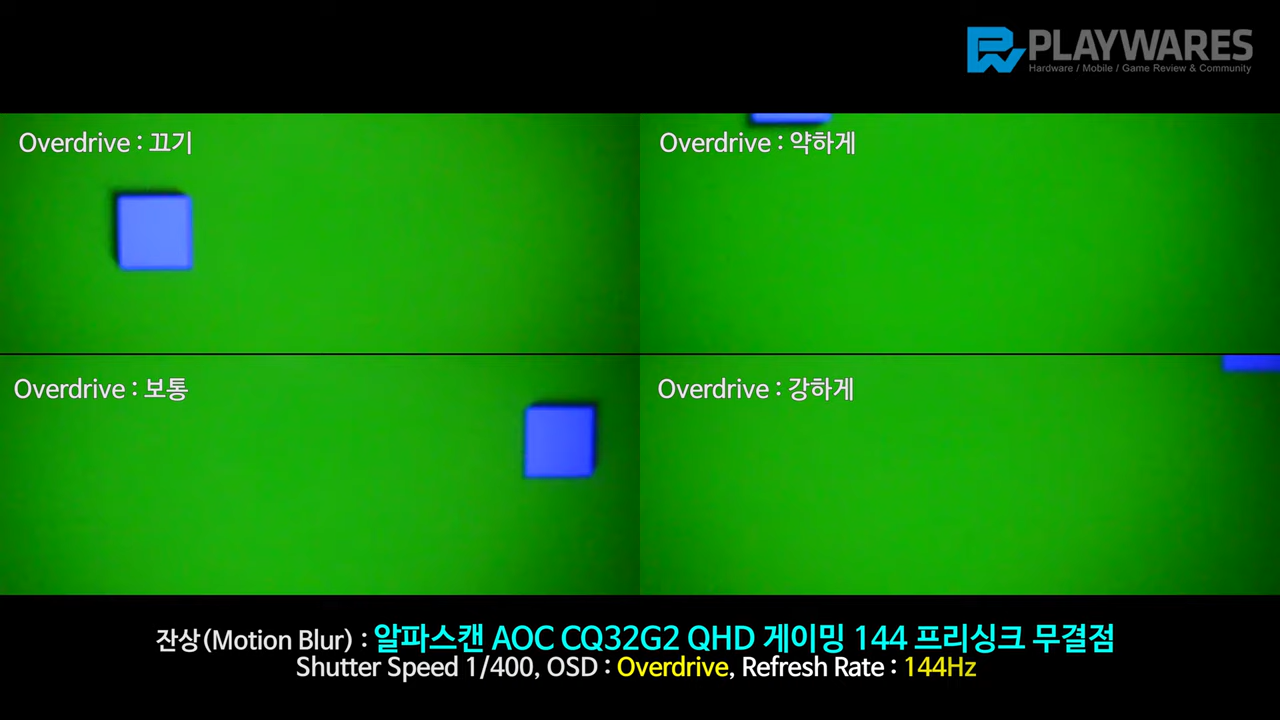 PLAYWARES
Hardware / Mobile / Game Review & Community
Overdrive : 끄기
Overdrive : 약하게
Overdrive : 보통
Overdrive : 강하게
잔상(Motion Blur) : 알파스캔 AOC CQ32G2 QHD 게이밍 144 프리싱크 무결점
Shutter Speed 1/400, OSD : Overdrive, Refresh Rate : 144Hz